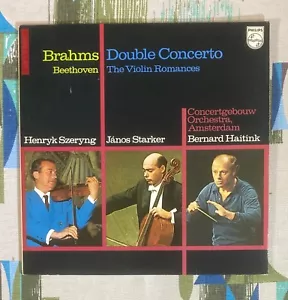 PHILIPS
Brahms
Double Concerto
Beethoven
The Violin Romances
Concertgebouw
Orchestra,
Amsterdam
Henryk Szeryng
János Starker
Bernard Haitink